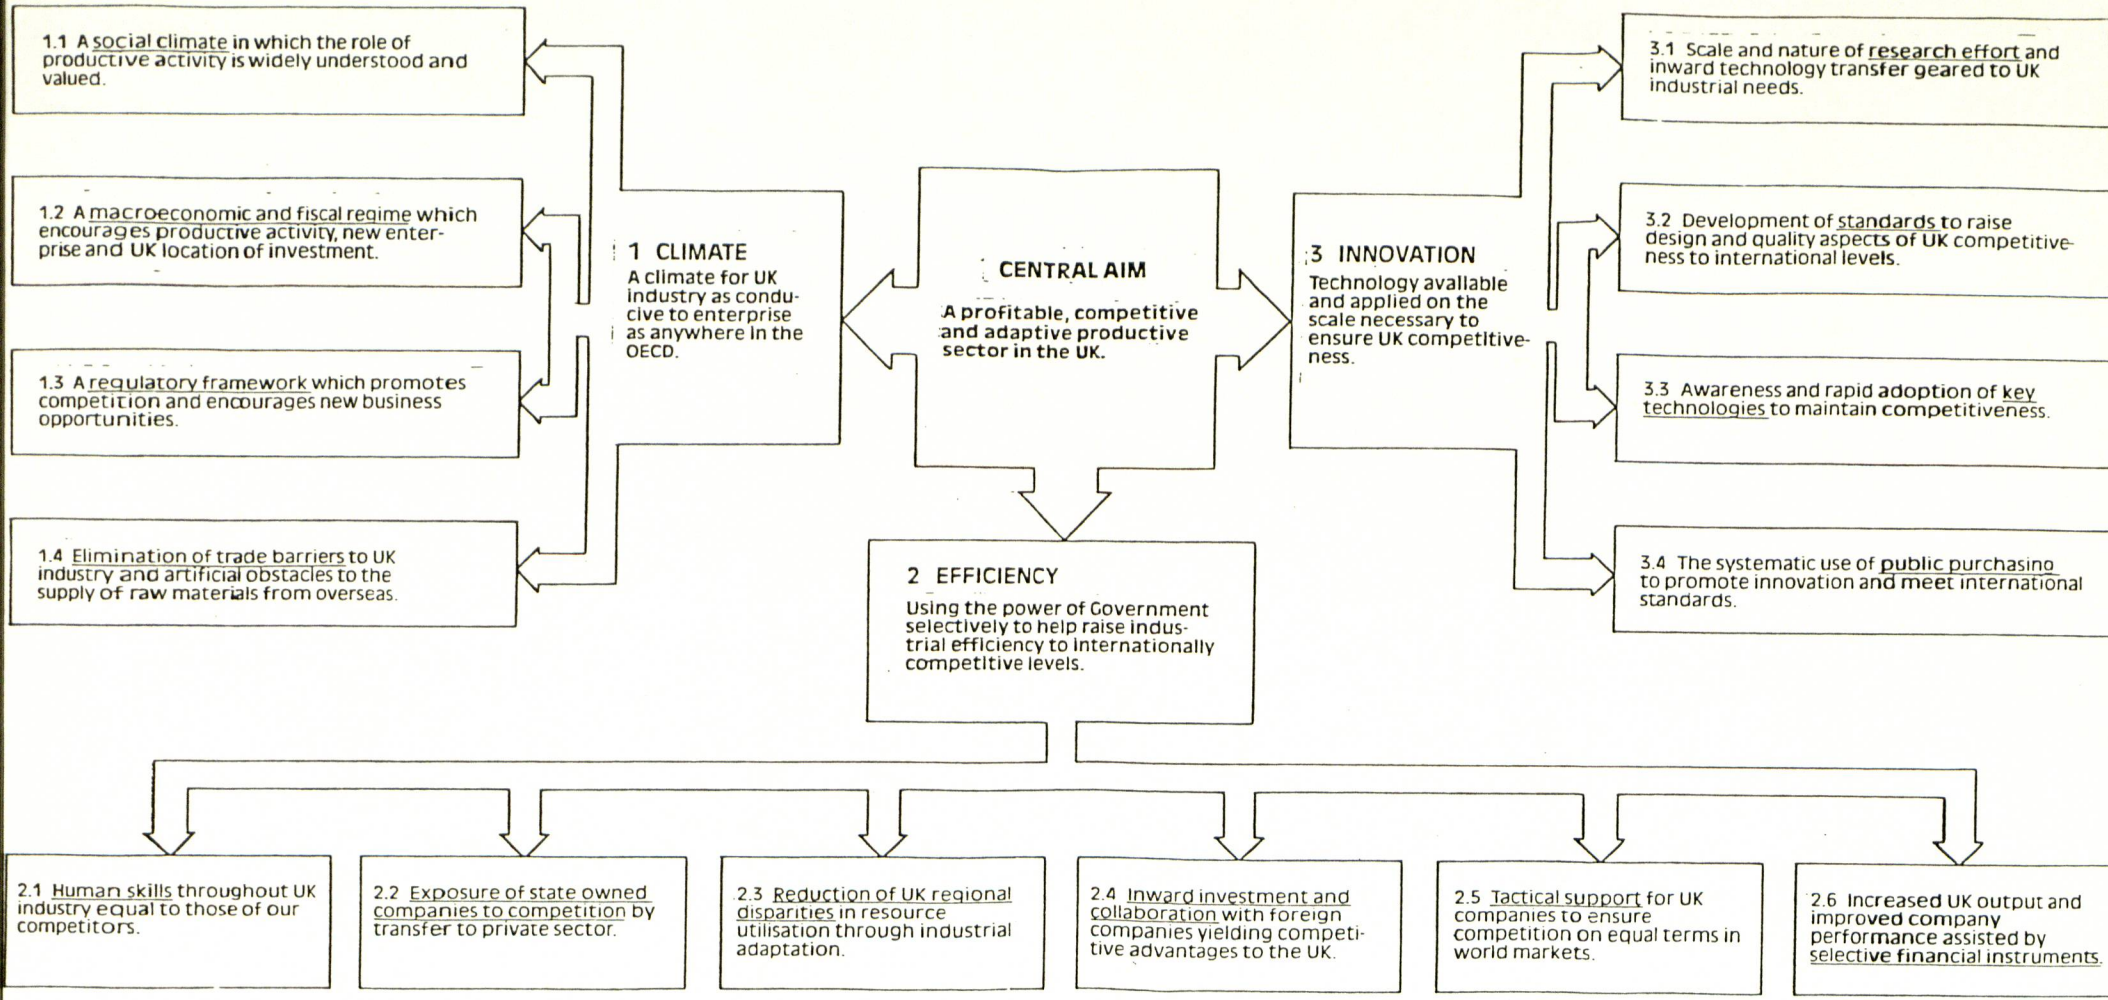 1.1 A social climate in which the role of
productive activity is widely understood and
valued.
1.2 A macroeconomic and fiscal regime which
encourages productive activity, new enter-
prise and UK location of investment.
1.3 A regulatory framework which promotes
competition and encourages new business
opportunities.
1.4 Elimination of trade barriers to UK
industry and artificial obstacles to the
supply of raw materials from overseas.
1 CLIMATE
A climate for UK
industry as condu-
cive to enterprise
as anywhere in the
OECD.
CENTRAL AIM
A profitable, competitive
and adaptive productive
sector in the UK.
3 INNOVATION
Technology available
and applied on the
scale necessary to
ensure UK competitive-
ness.
3.1 Scale and nature of research effort and
inward technology transfer geared to UK
industrial needs.
3.2 Development of standards to raise
design and quality aspects of UK competitive-
ness to international levels.
3.3 Awareness and rapid adoption of key
technologies to maintain competitiveness.
3.4 The systematic use of public purchasing
to promote innovation and meet international
standards.
2 EFFICIENCY
Using the power of Government
selectively to help raise indus-
trial efficiency to internationally
competitive levels.
2.1 Human skills throughout UK
industry equal to those of our
competitors.
2.2 Exposure of state owned
companies to competition by
transfer to private sector.
2.3 Reduction of UK regional
disparities in resource
utilisation through industrial
adaptation.
2.4 Inward investment and
collaboration with foreign
companies yielding competi-
tive advantages to the UK.
2.5 Tactical support for UK
companies to ensure
competition on equal terms in
world markets.
2.6 Increased UK output and
improved company
performance assisted by
selective financial instruments.